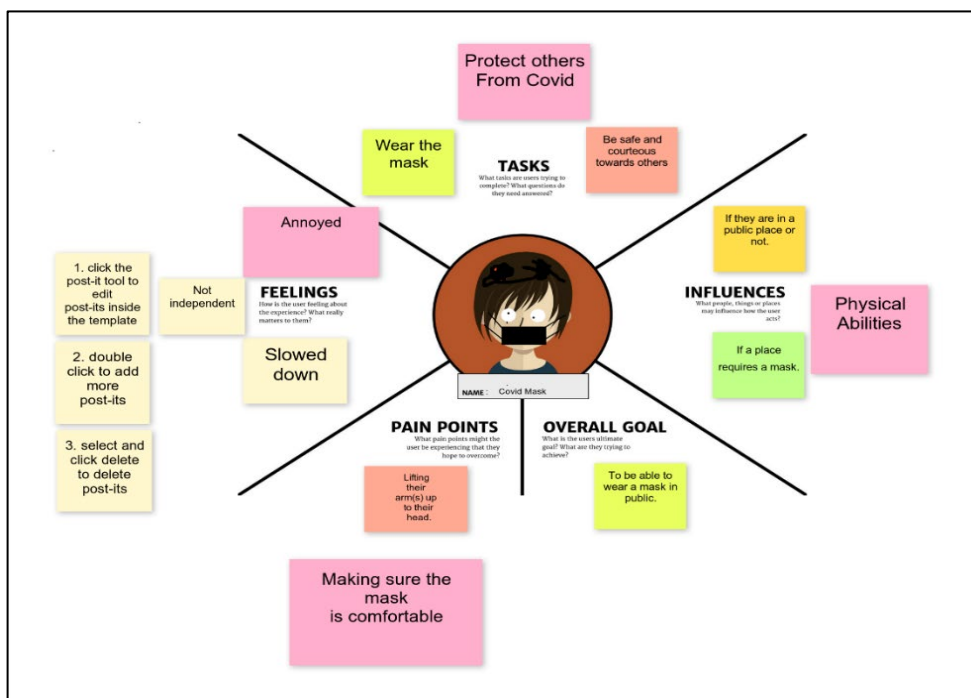 Protect others
From Covid
Wear the
mask
Be safe and
courteous
towards others
TASKS
What tasks are users trying to
complete? What questions do
they need answered?
Annoyed
If they are in a
public place or
not.
1. click the
post-it tool to
edit
post-its inside
the template
Not
independent
FEELINGS
How is the user feeling about
the experience? What really
matters to them?
INFLUENCES
What people, things or places
may influence how the user
acts?
Physical
Abilities
2. double
click to add
more
post-its
Slowed
down
If a place
requires a mask.
NAME : Covid Mask
3. select and
click delete
to delete
post-its
PAIN POINTS
What pain points might the
user be experiencing that they
hope to overcome?
OVERALL GOAL
What is the users ultimate
goal? What are they trying to
achieve?
Lifting
their
arm(s) up
to their
head.
To be able to
wear a mask in
public.
Making sure the
mask
is comfortable